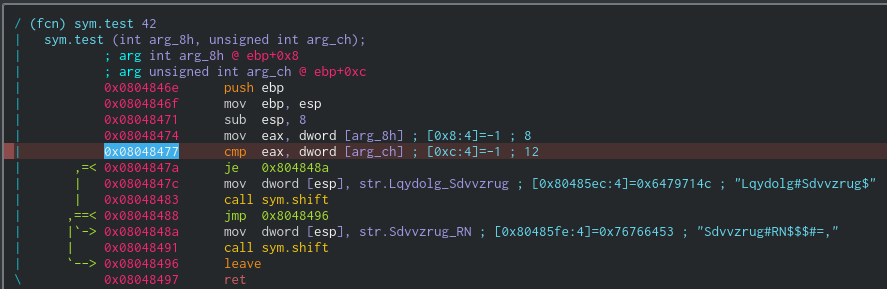 / (fcn) sym.test 42
|   sym.test (int arg_8h, unsigned int arg_ch);
|           ; arg int arg_8h @ ebp+0x8
|           ; arg unsigned int arg_ch @ ebp+0xc
|           0x0804846e      push ebp
|           0x0804846f      mov ebp, esp
|           0x08048471      sub esp, 8
|           0x08048474      mov eax, dword [arg_8h] ; [0x8:4]=-1 ; 8
|           0x08048477      cmp eax, dword [arg_ch] ; [0xc:4]=-1 ; 12
|       ,=< 0x0804847a      je   0x804848a
|       |   0x0804847c      mov dword [esp], str.Lqydolg_Sdvvzrug ; [0x80485ec:4]=0x6479714c ; "Lqydolg#Sdvvzrug$"
|       |   0x08048483      call sym.shift
|      ,==< 0x08048488      jmp 0x8048496
|      |`-> 0x0804848a      mov dword [esp], str.Sdvvzrug_RN ; [0x80485fe:4]=0x76766453 ; "Sdvvzrug#RN$$$#=,"
|      |    0x08048491      call sym.shift
|      `--> 0x08048496      leave
\           0x08048497      ret